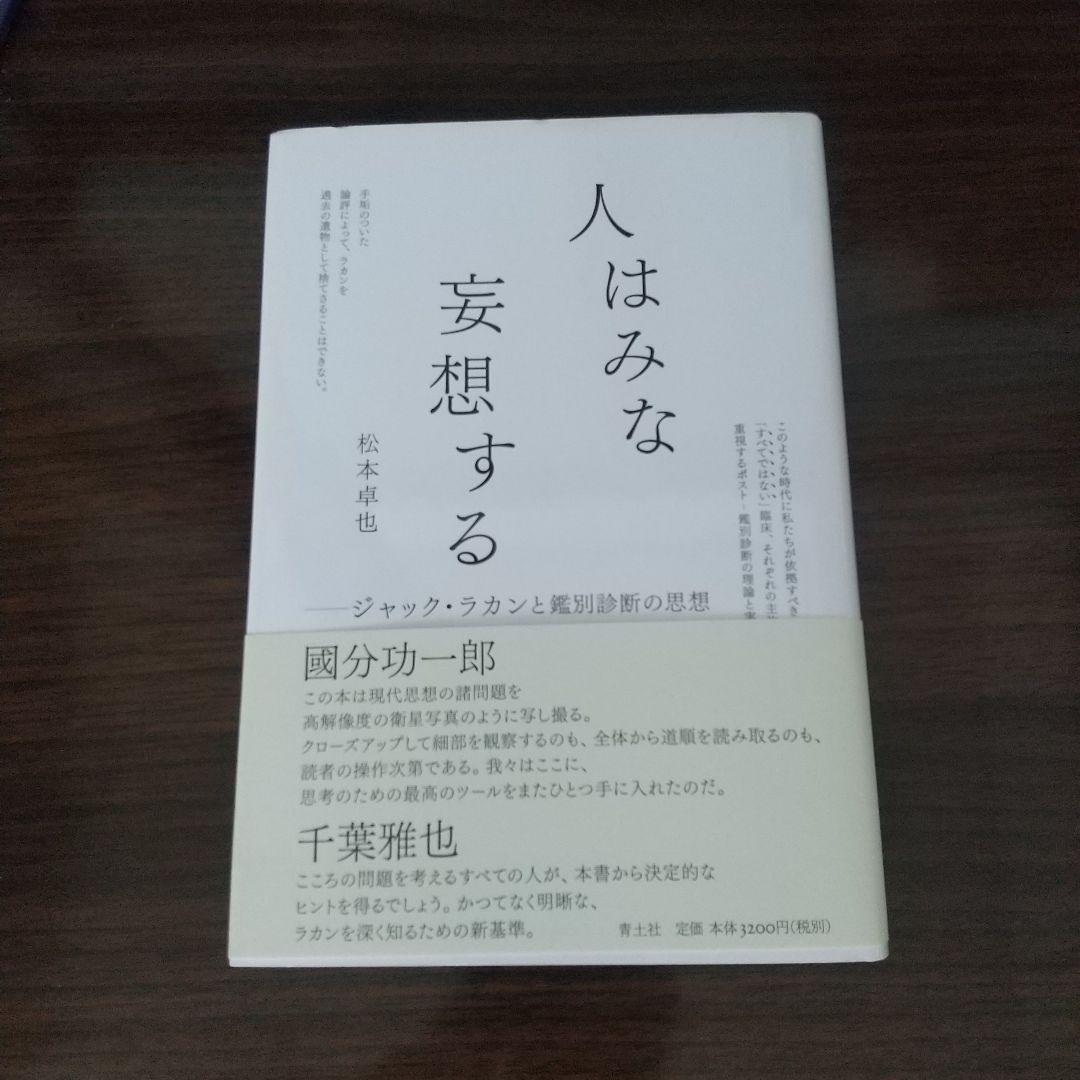 人はみな
妄想する
松本卓也
——ジャック・ラカンと鑑別診断の思想
手垢のついた
論評によって、ラカンを
過去の遺物として捨てさることはできない。
このような時代に私たちが依拠すべき
「すべてではない」臨床、それぞれの主
重視するポスト-鑑別診断の理論と
國分功一郎
この本は現代思想の諸問題を
高解像度の衛星写真のように写し撮る。
クローズアップして細部を観察するのも、全体から道順を読み取るのも、
読者の操作次第である。我々はここに、
思考のための最高のツールをまたひとつ手に入れたのだ。
千葉雅也
こころの問題を考えるすべての人が、本書から決定的な
ヒントを得るでしょう。かつてなく明晰な、
ラカンを深く知るための新基準。
青土社 定価 本体3200円(税別)